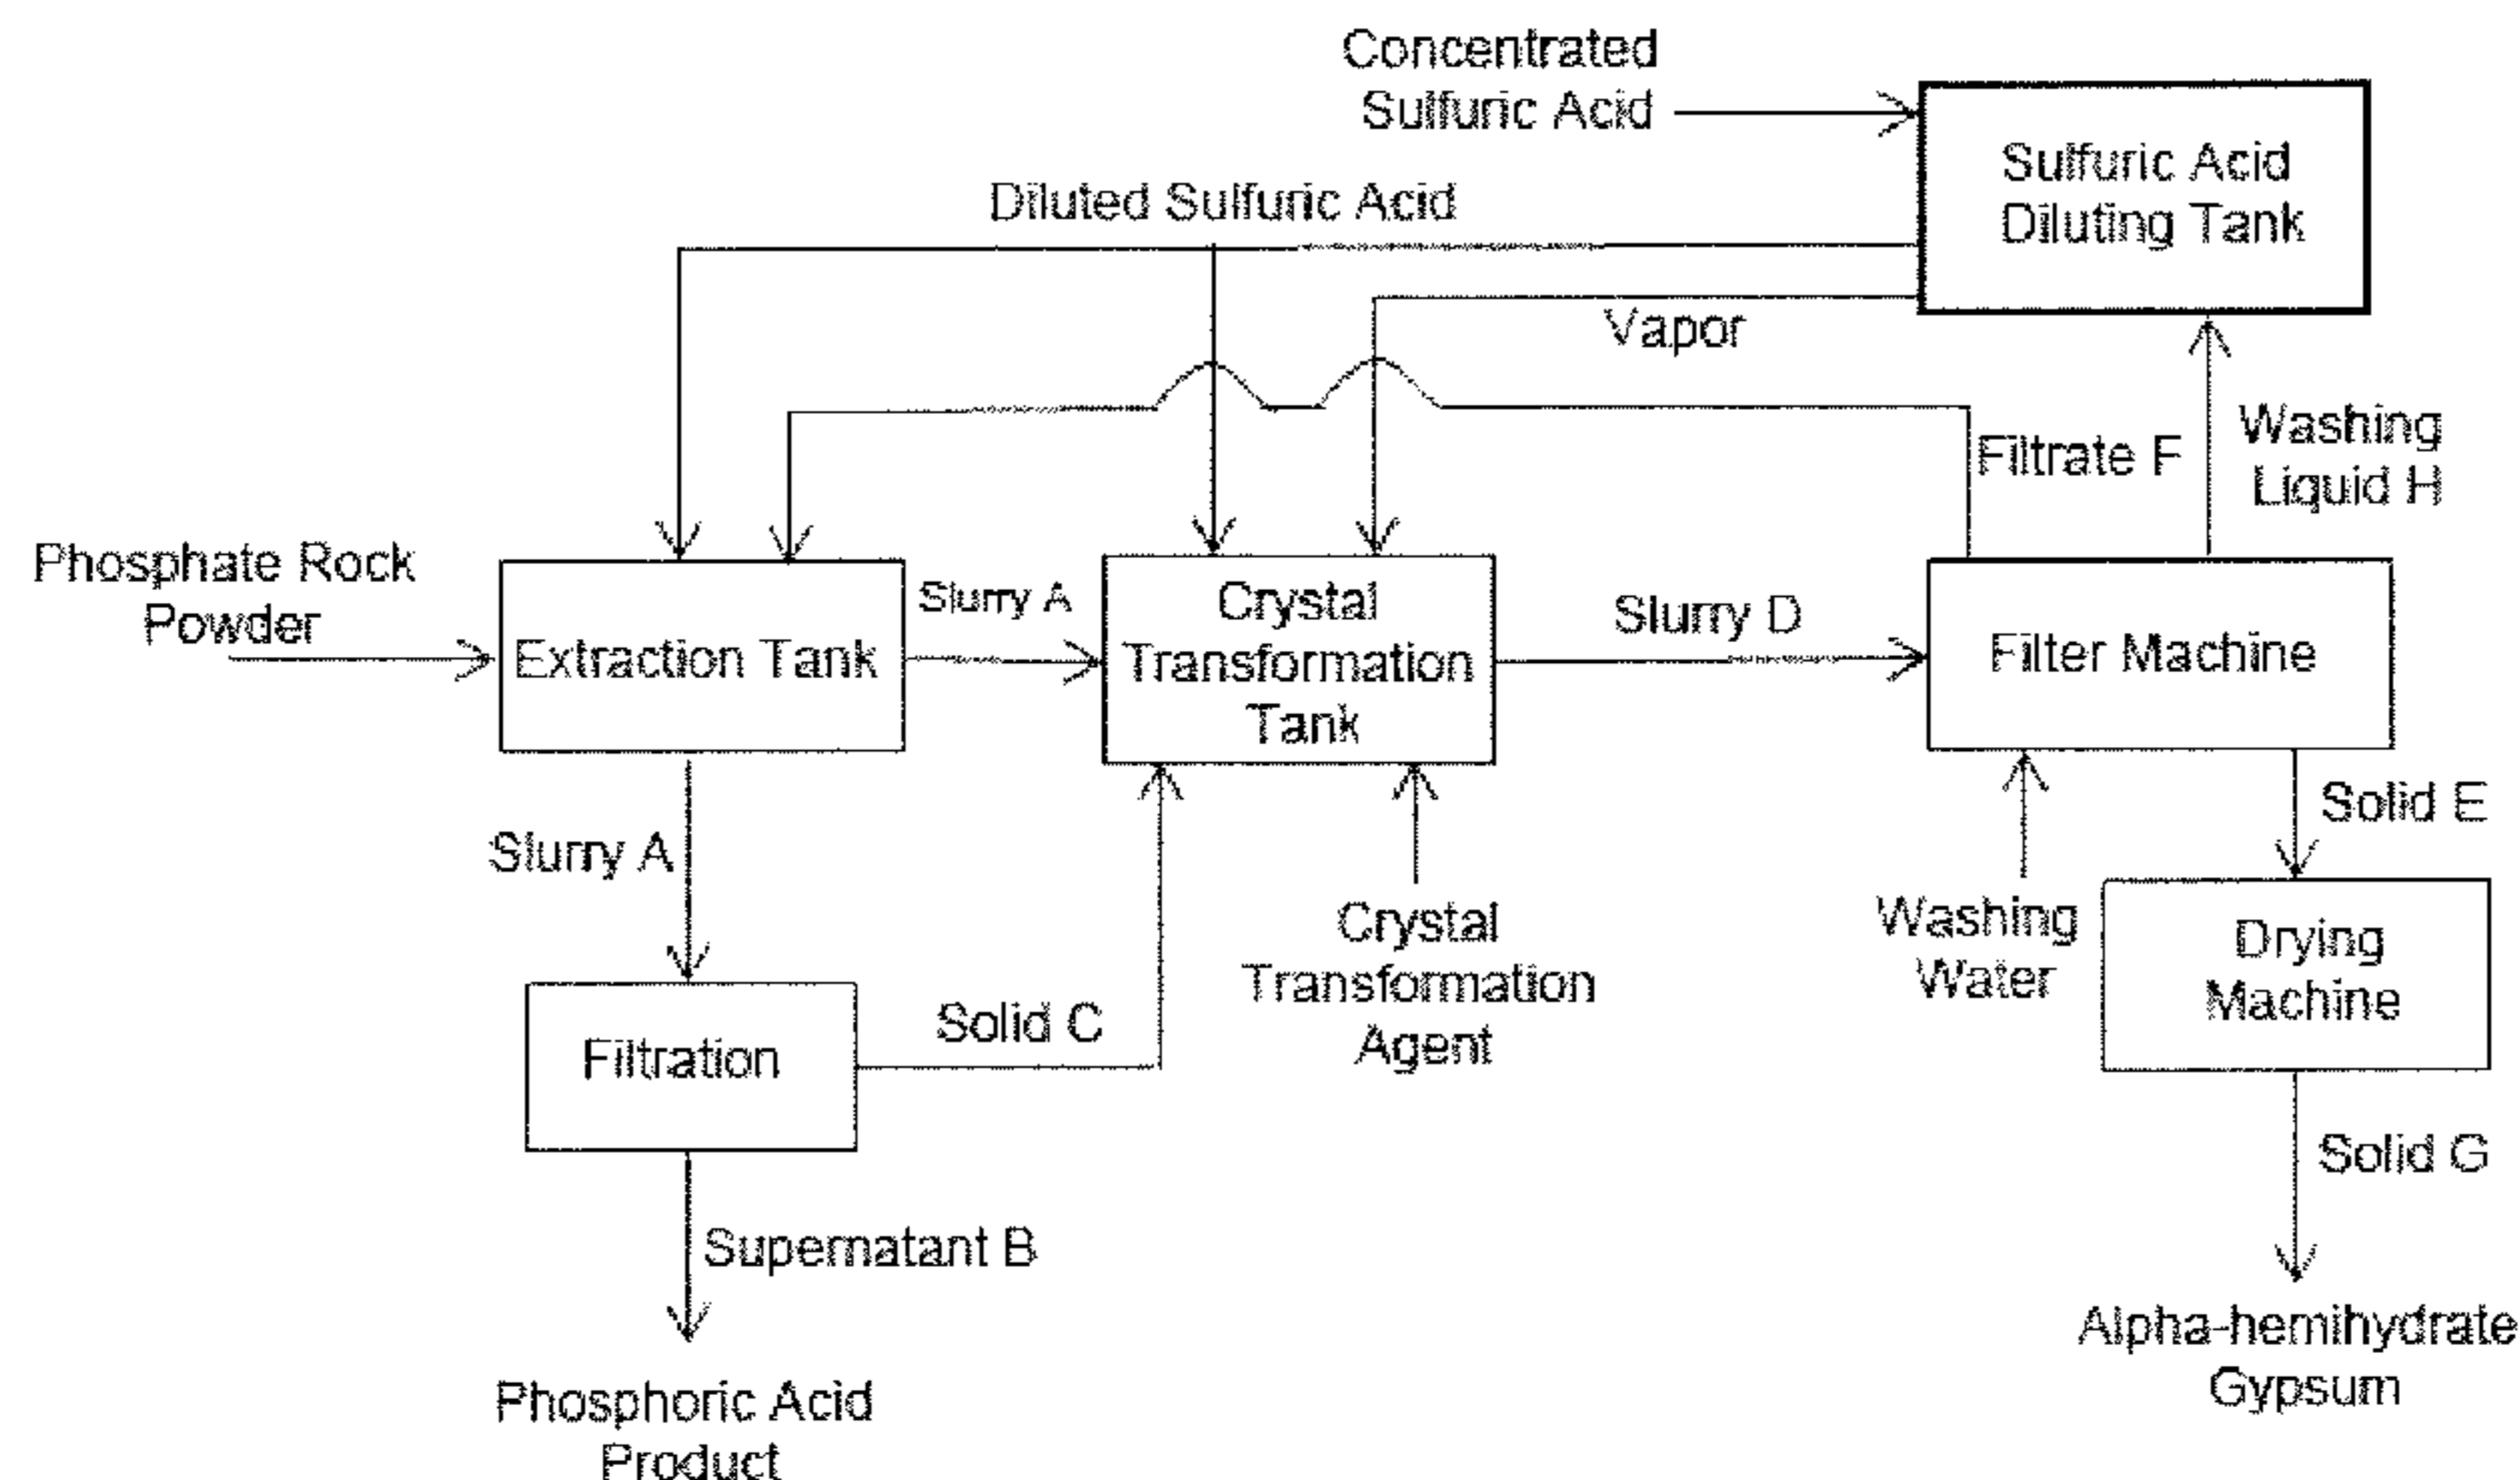 Concentrated
Sulfuric Acid
Sulfuric Acid
Diluting Tank
Diluted Sulfuric Acid
Vapor
Filtrate F
Washing
Liquid H
Phosphate Rock
Powder
Extraction Tank
Slurry A
Crystal
Transformation
Tank
Slurry D
Filter Machine
Solid E
Slurry A
Crystal
Transformation
Agent
Washing
Water
Drying
Machine
Filtration
Solid C
Solid G
Supernatant B
Alpha-hemihydrate
Gypsum
Phosphoric Acid
Product